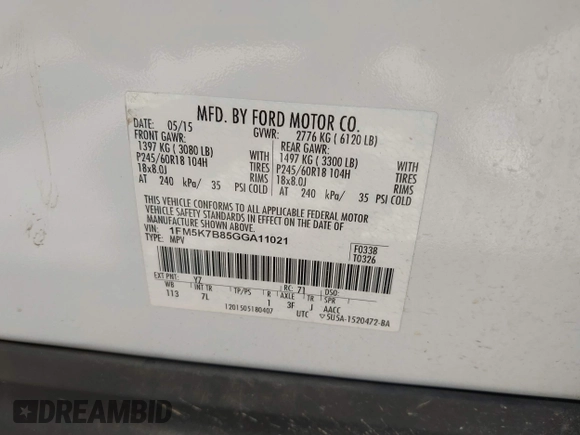 MFD. BY FORD MOTOR CO.
DATE: 05/15 GVWR: 2776 KG ( 6120 LB)
FRONT GAWR: REAR GAWR:
1397 KG ( 3080 LB) 1497 KG ( 3300 LB)
P245/60R18 104H TIRES P245/60R18 104H TIRES
18x8.0J RIMS 18x8.0J RIMS
AT 240 kPa/ 35 PSI COLD AT 240 kPa/ 35 PSI COLD
THIS VEHICLE CONFORMS TO ALL APPLICABLE FEDERAL MOTOR
VEHICLE SAFETY STANDARDS IN EFFECT ON THE DATE OF
MANUFACTURE SHOWN ABOVE.
VIN: 1FM5K7B85GGA11021
TYPE: MPV
F0338
T0326
EXT PNT: YZ RC: 71 DSO:
WB INT TR TP/PS R AXLE TR SPR
113 7L 1 3F J AACC
1201505180407 UTC SU5A-1520472-BA
DREAMBID